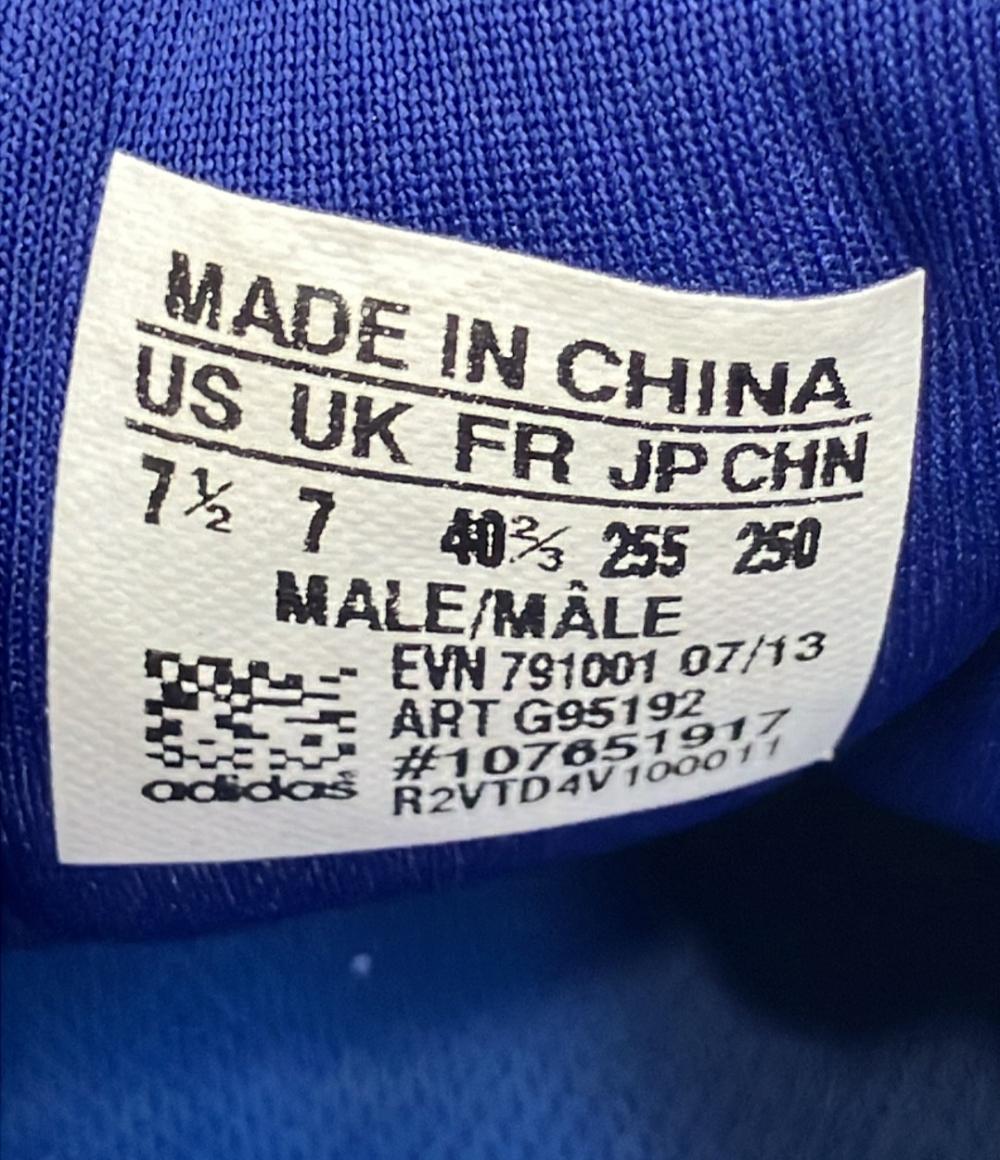 MADE IN CHINA
US UK FR JP CHN
7½ 7 40⅔ 255 250
MALE/MÂLE
EVN 791001 07/13
ART G95192
#107651917
R2VTD4V100011
adidas